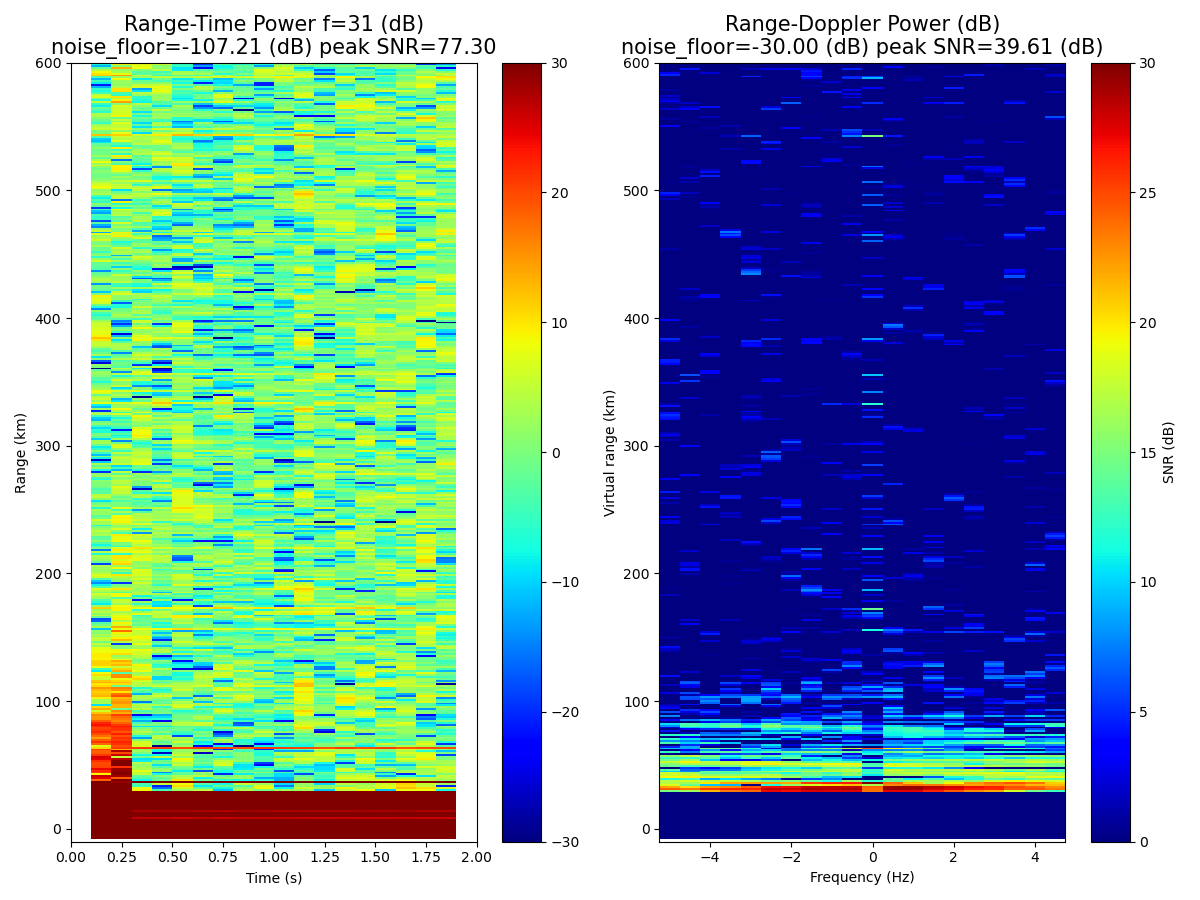 Range-Time Power f=31 (dB)
noise_floor=-107.21 (dB) peak SNR=77.30
600
500
400
300
200
100
0
Range (km)
0.00 0.25 0.50 0.75 1.00 1.25 1.50 1.75 2.00
Time (s)
30
20
10
0
−10
−20
−30
Range-Doppler Power (dB)
noise_floor=-30.00 (dB) peak SNR=39.61 (dB)
600
500
400
300
200
100
0
Virtual range (km)
−4 −2 0 2 4
Frequency (Hz)
30
25
20
15
10
5
0
SNR (dB)